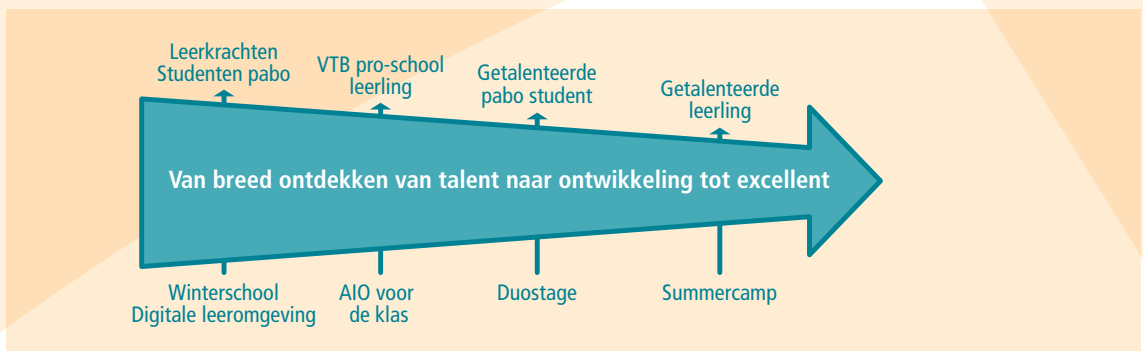 Leerkrachten
Studenten pabo
VTB pro-school
leerling
Getalenteerde
pabo student
Getalenteerde
leerling
Van breed ontdekken van talent naar ontwikkeling tot excellent
Winterschool
Digitale leeromgeving
AIO voor
de klas
Duostage
Summercamp